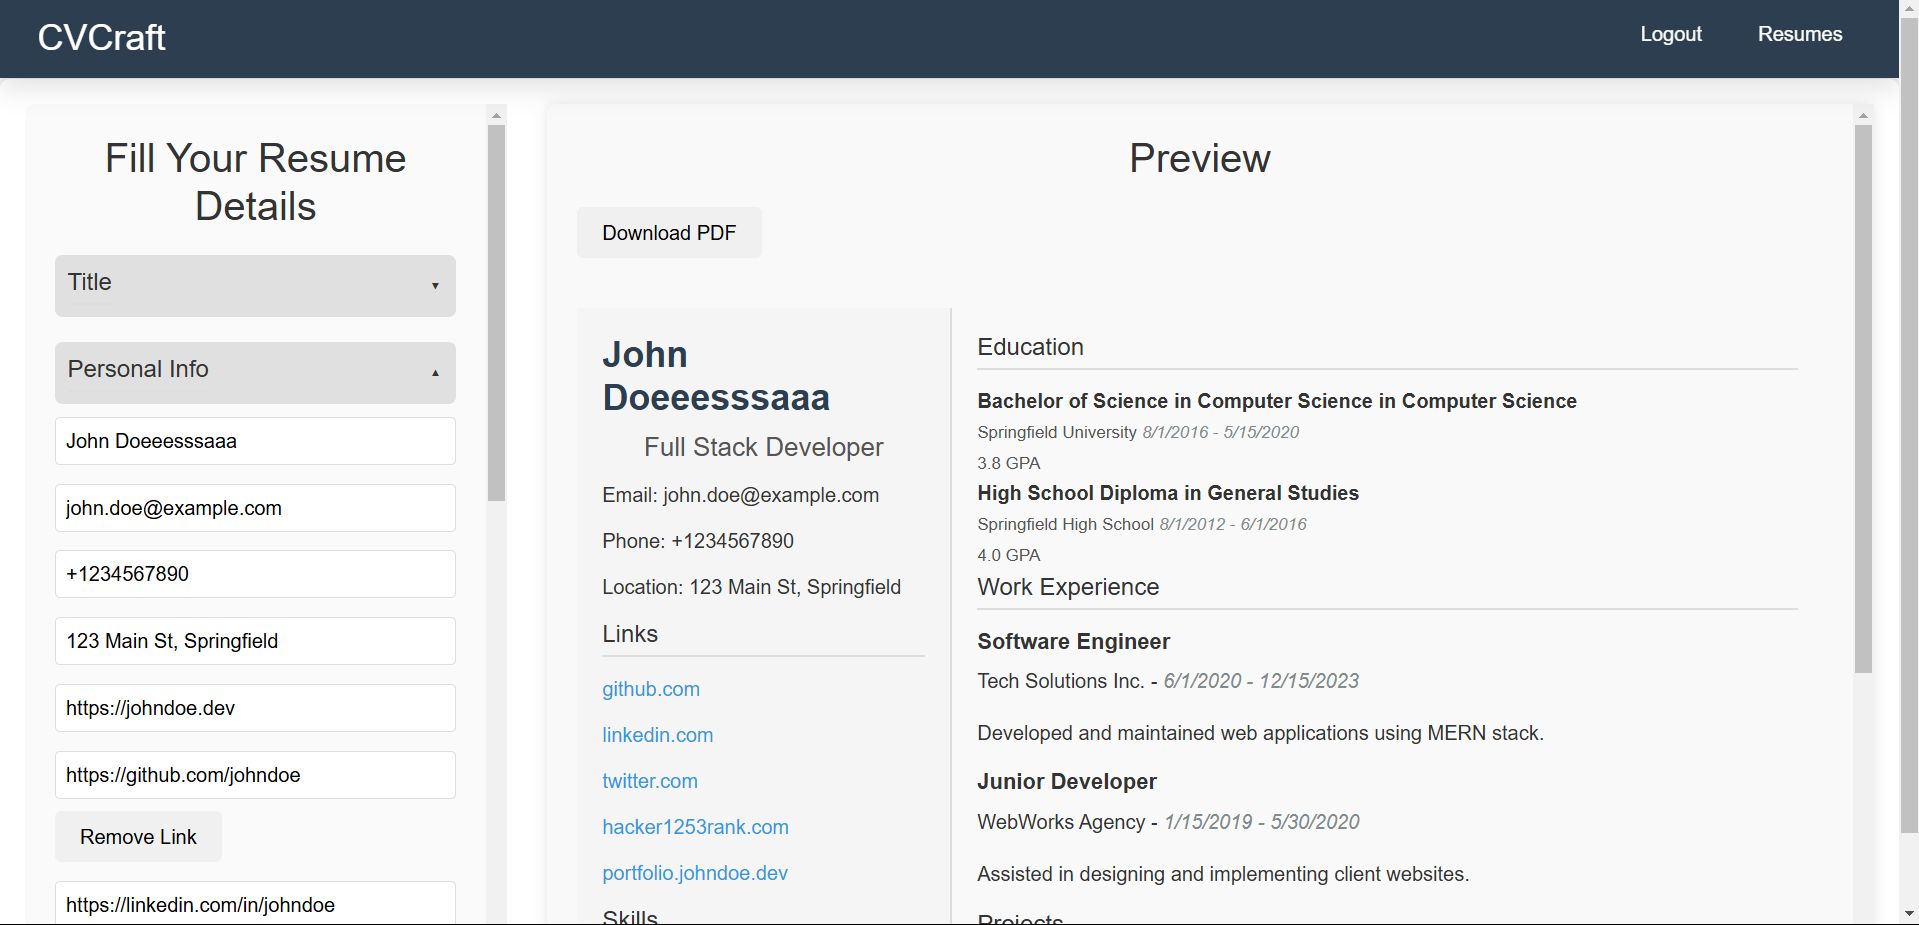 CVCraft
Logout
Resumes
Fill Your Resume
Details
Title
Personal Info
John Doeeesssaaa
john.doe@example.com
+1234567890
123 Main St, Springfield
https://johndoe.dev
https://github.com/johndoe
Remove Link
https://linkedin.com/in/johndoe
Preview
Download PDF
John
Doeeesssaaa
Full Stack Developer
Email: john.doe@example.com
Phone: +1234567890
Location: 123 Main St, Springfield
Links
github.com
linkedin.com
twitter.com
hacker1253rank.com
portfolio.johndoe.dev
Skills
Education
Bachelor of Science in Computer Science in Computer Science
Springfield University 8/1/2016 - 5/15/2020
3.8 GPA
High School Diploma in General Studies
Springfield High School 8/1/2012 - 6/1/2016
4.0 GPA
Work Experience
Software Engineer
Tech Solutions Inc. - 6/1/2020 - 12/15/2023
Developed and maintained web applications using MERN stack.
Junior Developer
WebWorks Agency - 1/15/2019 - 5/30/2020
Assisted in designing and implementing client websites.
Projects